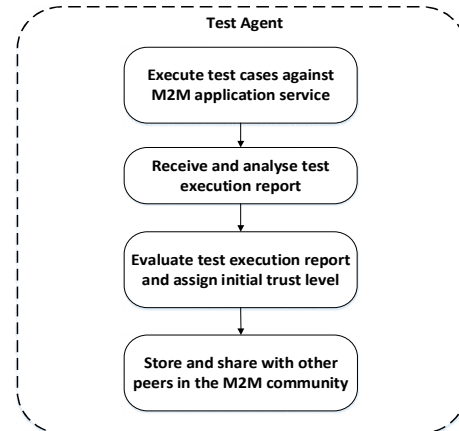 Test Agent
Execute test cases against
M2M application service
Receive and analyse test
execution report
Evaluate test execution report
and assign initial trust level
Store and share with other
peers in the M2M community